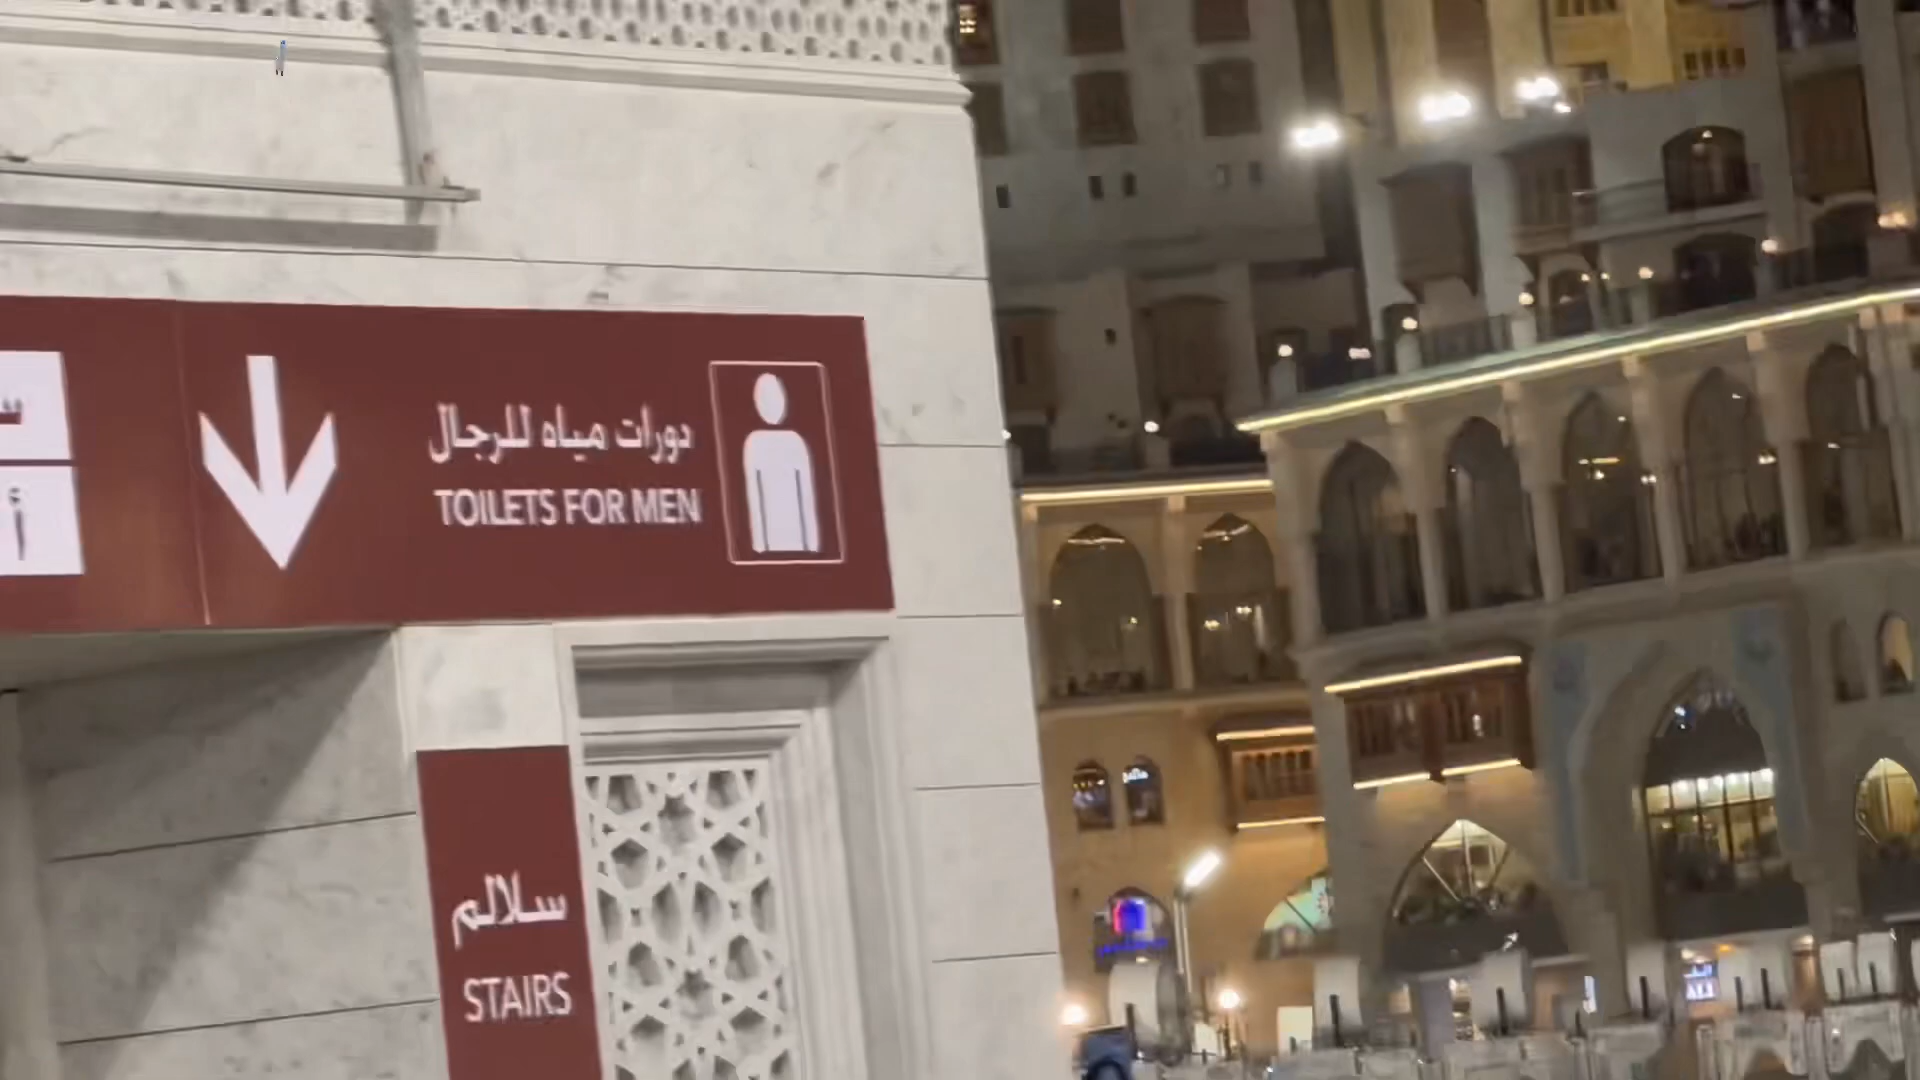 دورات مياه للرجال
TOILETS FOR MEN
سلالم
STAIRS